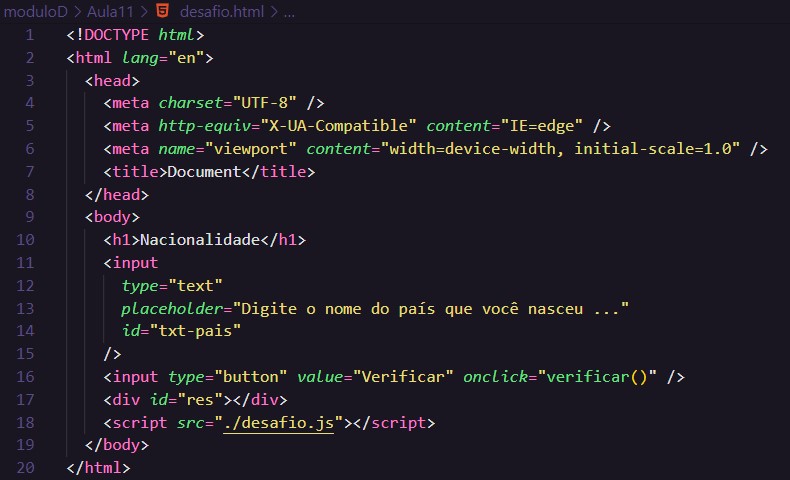 moduloD > Aula11 > desafio.html > ...
1 <!DOCTYPE html>
2 <html lang="en">
3 <head>
4 <meta charset="UTF-8" />
5 <meta http-equiv="X-UA-Compatible" content="IE=edge" />
6 <meta name="viewport" content="width=device-width, initial-scale=1.0" />
7 <title>Document</title>
8 </head>
9 <body>
10 <h1>Nacionalidade</h1>
11 <input
12 type="text"
13 placeholder="Digite o nome do país que você nasceu ..."
14 id="txt-pais"
15 />
16 <input type="button" value="Verificar" onclick="verificar()" />
17 <div id="res"></div>
18 <script src="./desafio.js"></script>
19 </body>
20 </html>